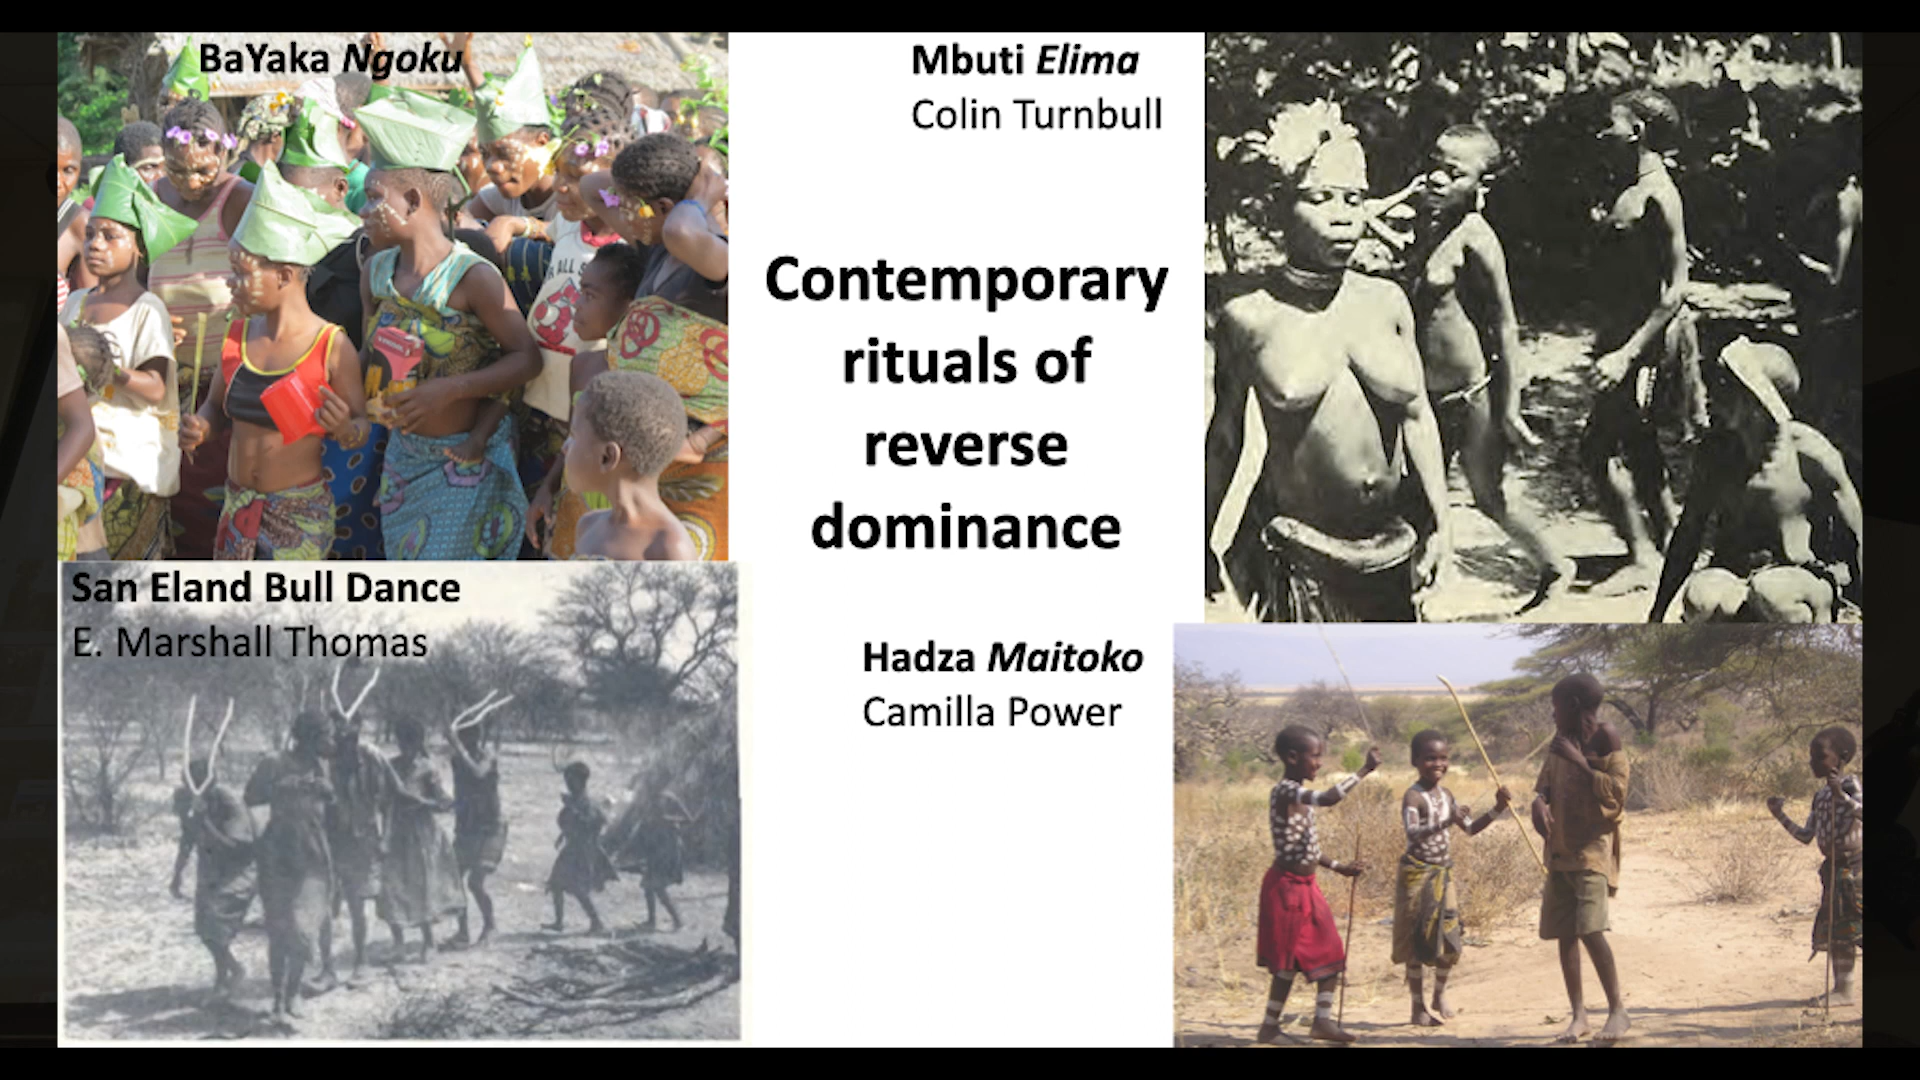 BaYaka Ngoku
Mbuti Elima
Colin Turnbull
Contemporary
rituals of
reverse
dominance
San Eland Bull Dance
E. Marshall Thomas
Hadza Maitoko
Camilla Power